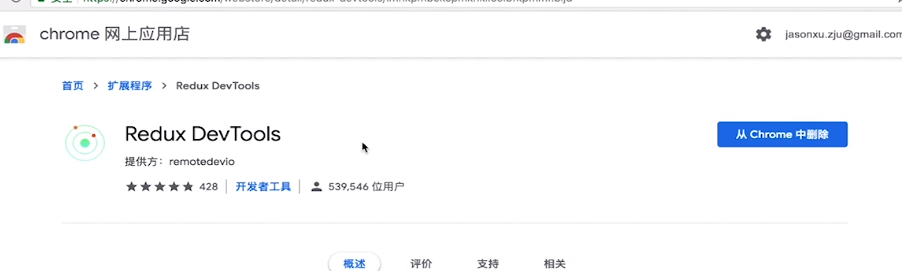 chrome 网上应用店
jasonxu.zju@gmail.com
首页 > 扩展程序 > Redux DevTools
Redux DevTools
从 Chrome 中删除
提供方: remotedevio
★★★★★ 428 | 开发者工具 | 539,546 位用户
概述 评价 支持 相关